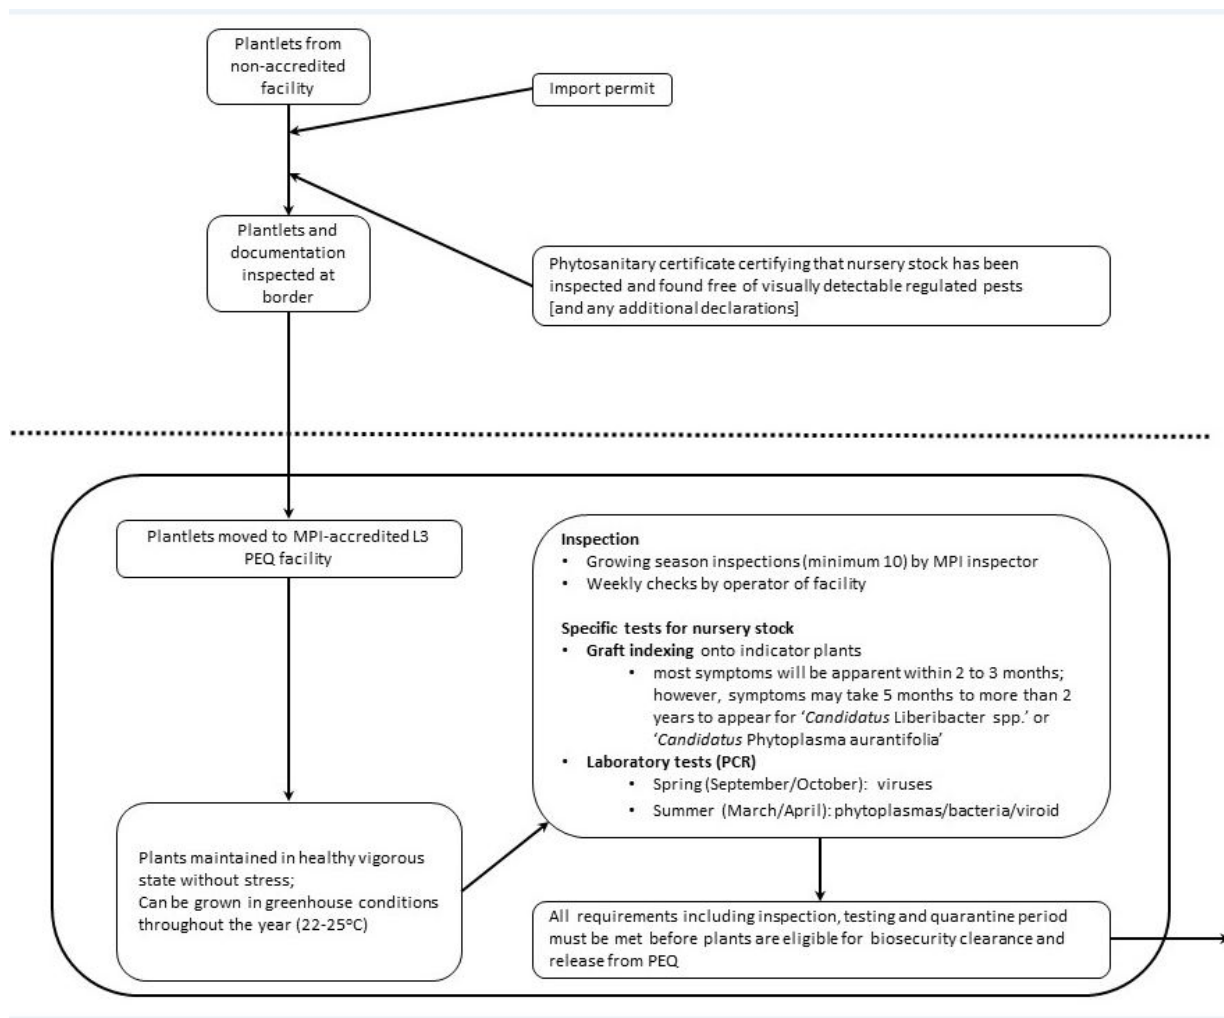 Plantlets from
non-accredited
facility
Import permit
Plantlets and
documentation
inspected at
border
Phytosanitary certificate certifying that nursery stock has been
inspected and found free of visually detectable regulated pests
[and any additional declarations]
Plantlets moved to MPI-accredited L3
PEQ facility
Plants maintained in healthy vigorous
state without stress;
Can be grown in greenhouse conditions
throughout the year (22-25°C)
Inspection
• Growing season inspections (minimum 10) by MPI inspector
• Weekly checks by operator of facility
Specific tests for nursery stock
• Graft indexing onto indicator plants
• most symptoms will be apparent within 2 to 3 months;
however, symptoms may take 5 months to more than 2
years to appear for ‘Candidatus Liberibacter spp.’ or
‘Candidatus Phytoplasma aurantifolia’
• Laboratory tests (PCR)
• Spring (September/October): viruses
• Summer (March/April): phytoplasmas/bacteria/viroid
All requirements including inspection, testing and quarantine period
must be met before plants are eligible for biosecurity clearance and
release from PEQ